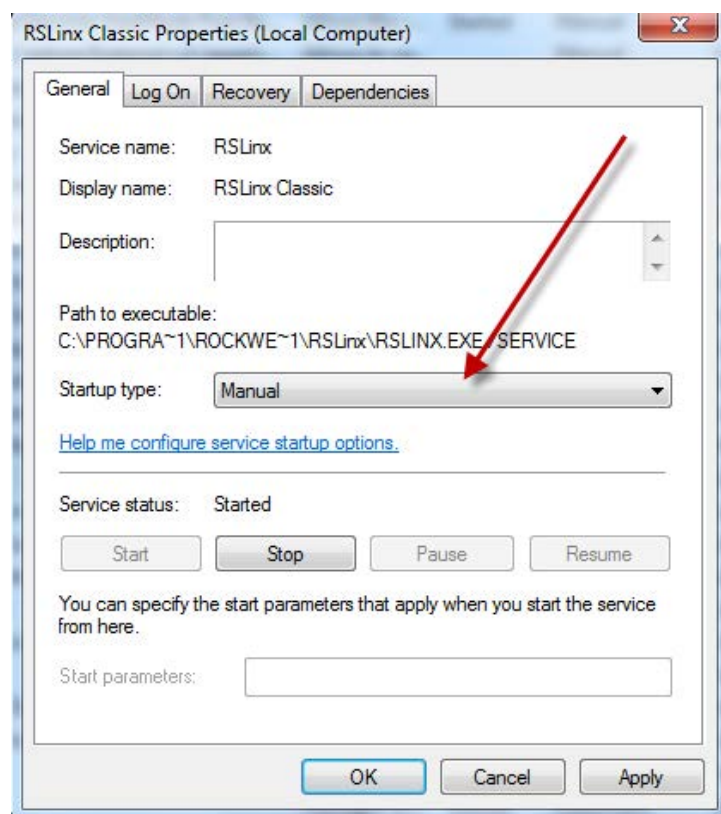 RSLinx Classic Properties (Local Computer)
General Log On Recovery Dependencies
Service name: RSLinx
Display name: RSLinx Classic
Description:
Path to executable:
C:\PROGRA~1\ROCKWE~1\RSLinx\RSLINX.EXE /SERVICE
Startup type: Manual
Help me configure service startup options.
Service status: Started
Start Stop Pause Resume
You can specify the start parameters that apply when you start the service
from here.
Start parameters:
OK Cancel Apply